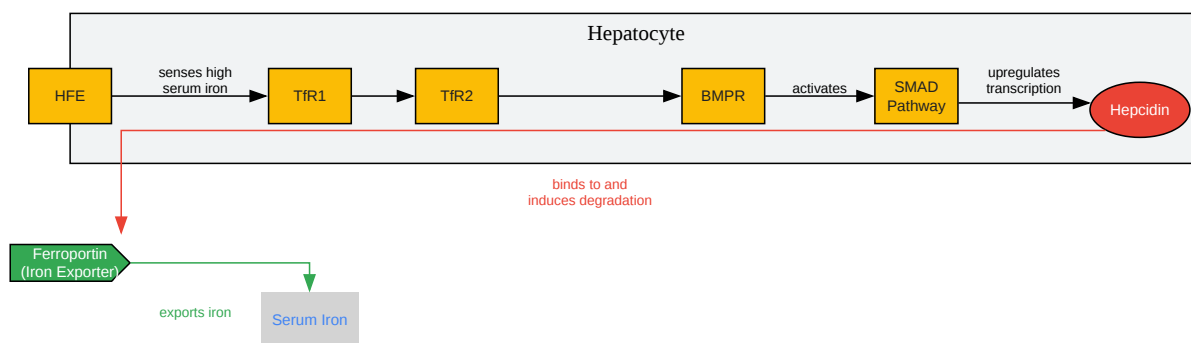 Hepatocyte
HFE
senses high
serum iron
TfR1
TfR2
BMPR
activates
SMAD
Pathway
upregulates
transcription
Hepcidin
binds to and
induces degradation
Ferroportin
(Iron Exporter)
exports iron
Serum Iron